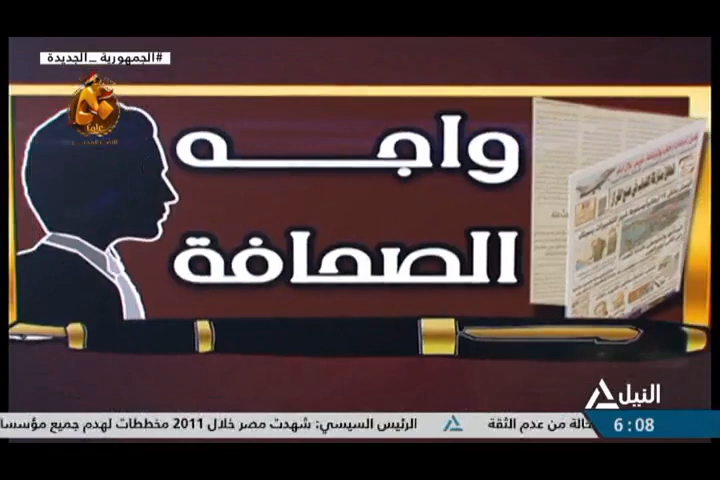 #الجمهورية_الجديدة
واجه
الصحافة
النيل
6:08
حالة من عدم الثقة
الرئيس السيسي: شهدت مصر خلال 2011 مخططات لهدم جميع مؤسسا